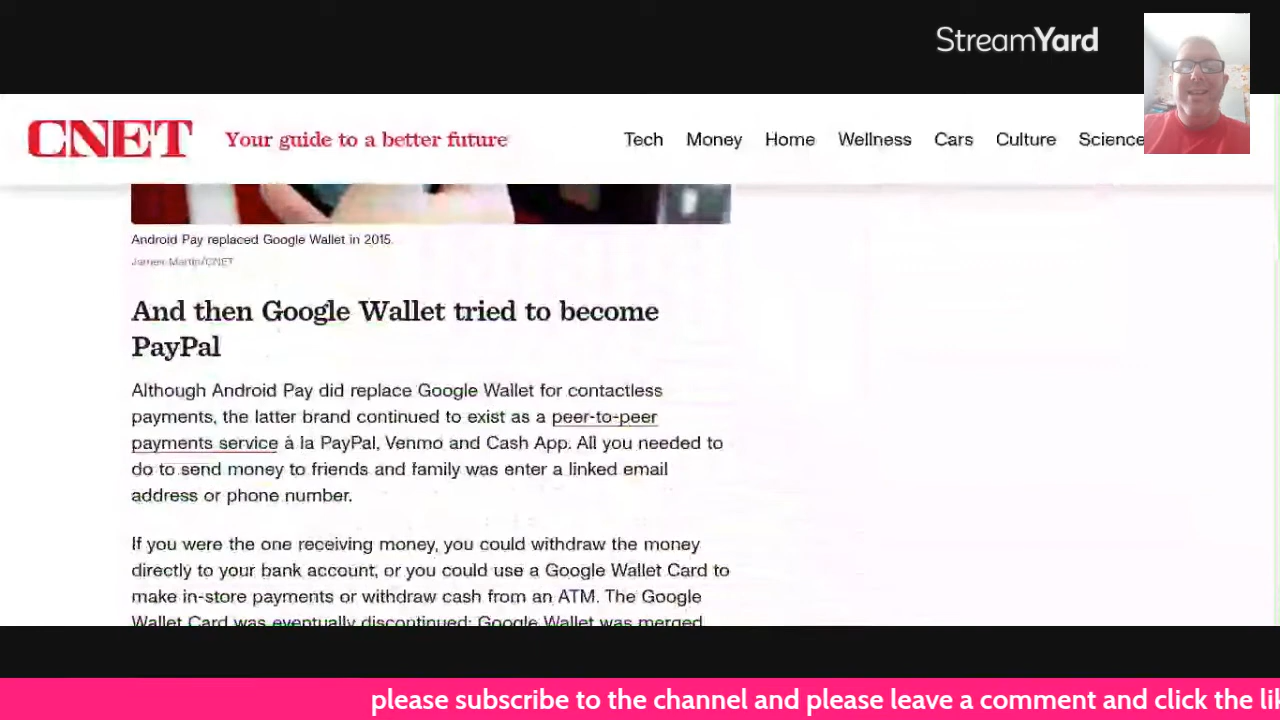 StreamYard
CNET
Your guide to a better future
Tech Money Home Wellness Cars Culture Science
Android Pay replaced Google Wallet in 2015.
James Martin/CNET
And then Google Wallet tried to become
PayPal
Although Android Pay did replace Google Wallet for contactless
payments, the latter brand continued to exist as a peer-to-peer
payments service à la PayPal, Venmo and Cash App. All you needed to
do to send money to friends and family was enter a linked email
address or phone number.
If you were the one receiving money, you could withdraw the money
directly to your bank account, or you could use a Google Wallet Card to
make in-store payments or withdraw cash from an ATM. The Google
Wallet Card was eventually discontinued; Google Wallet was merged
please subscribe to the channel and please leave a comment and click the li